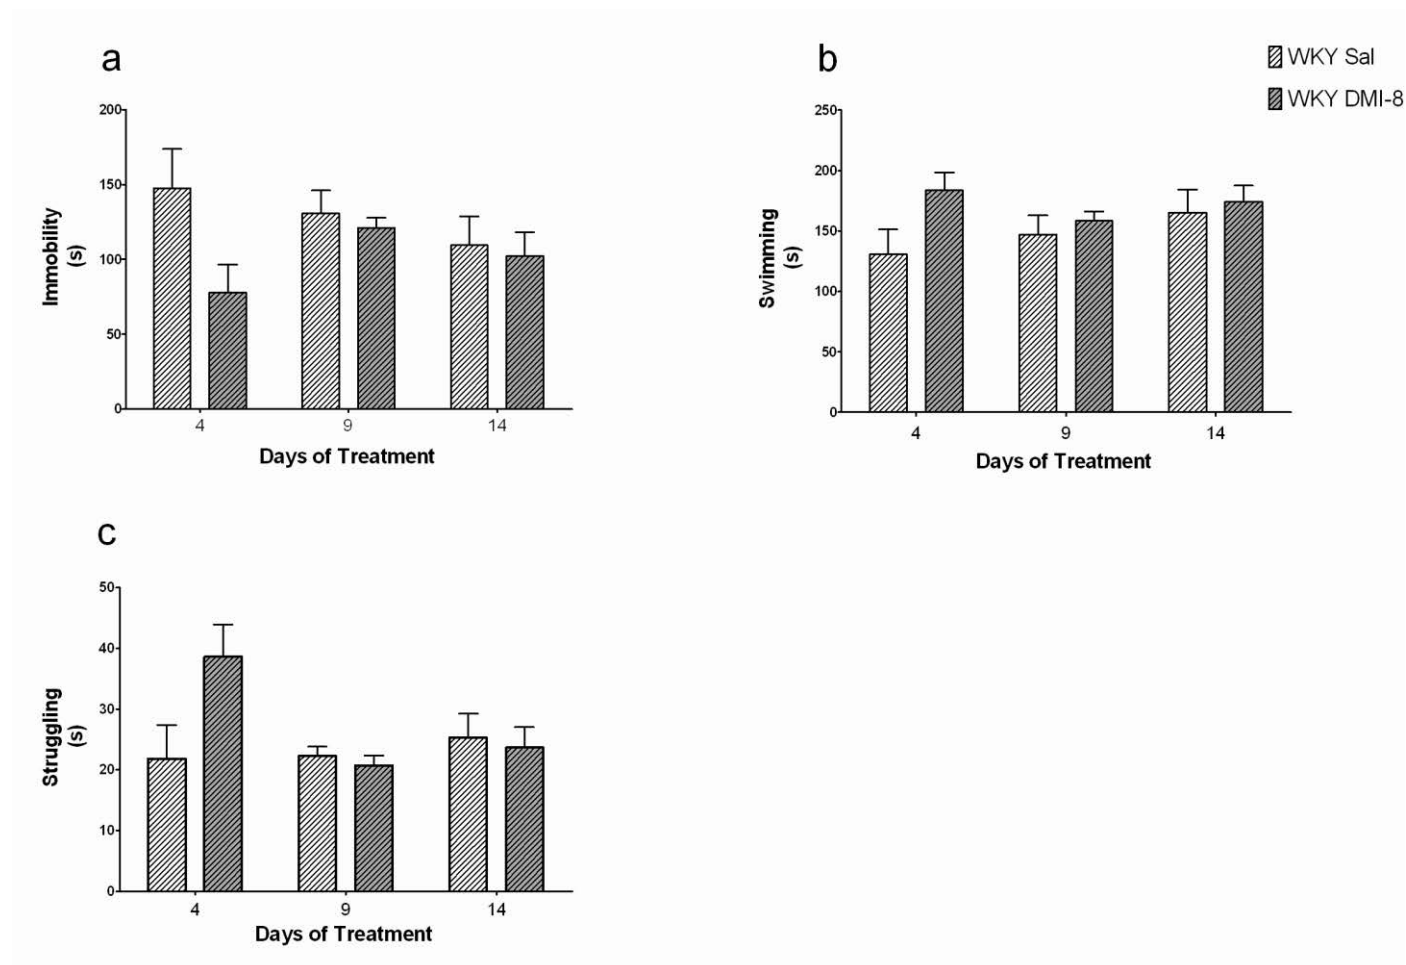 a
200
150
100
50
0
Immobility
(s)
4 9 14
Days of Treatment
b
WKY Sal
WKY DMI-8
250
200
150
100
50
0
Swimming
(s)
4 9 14
Days of Treatment
c
50
40
30
20
10
0
Struggling
(s)
4 9 14
Days of Treatment